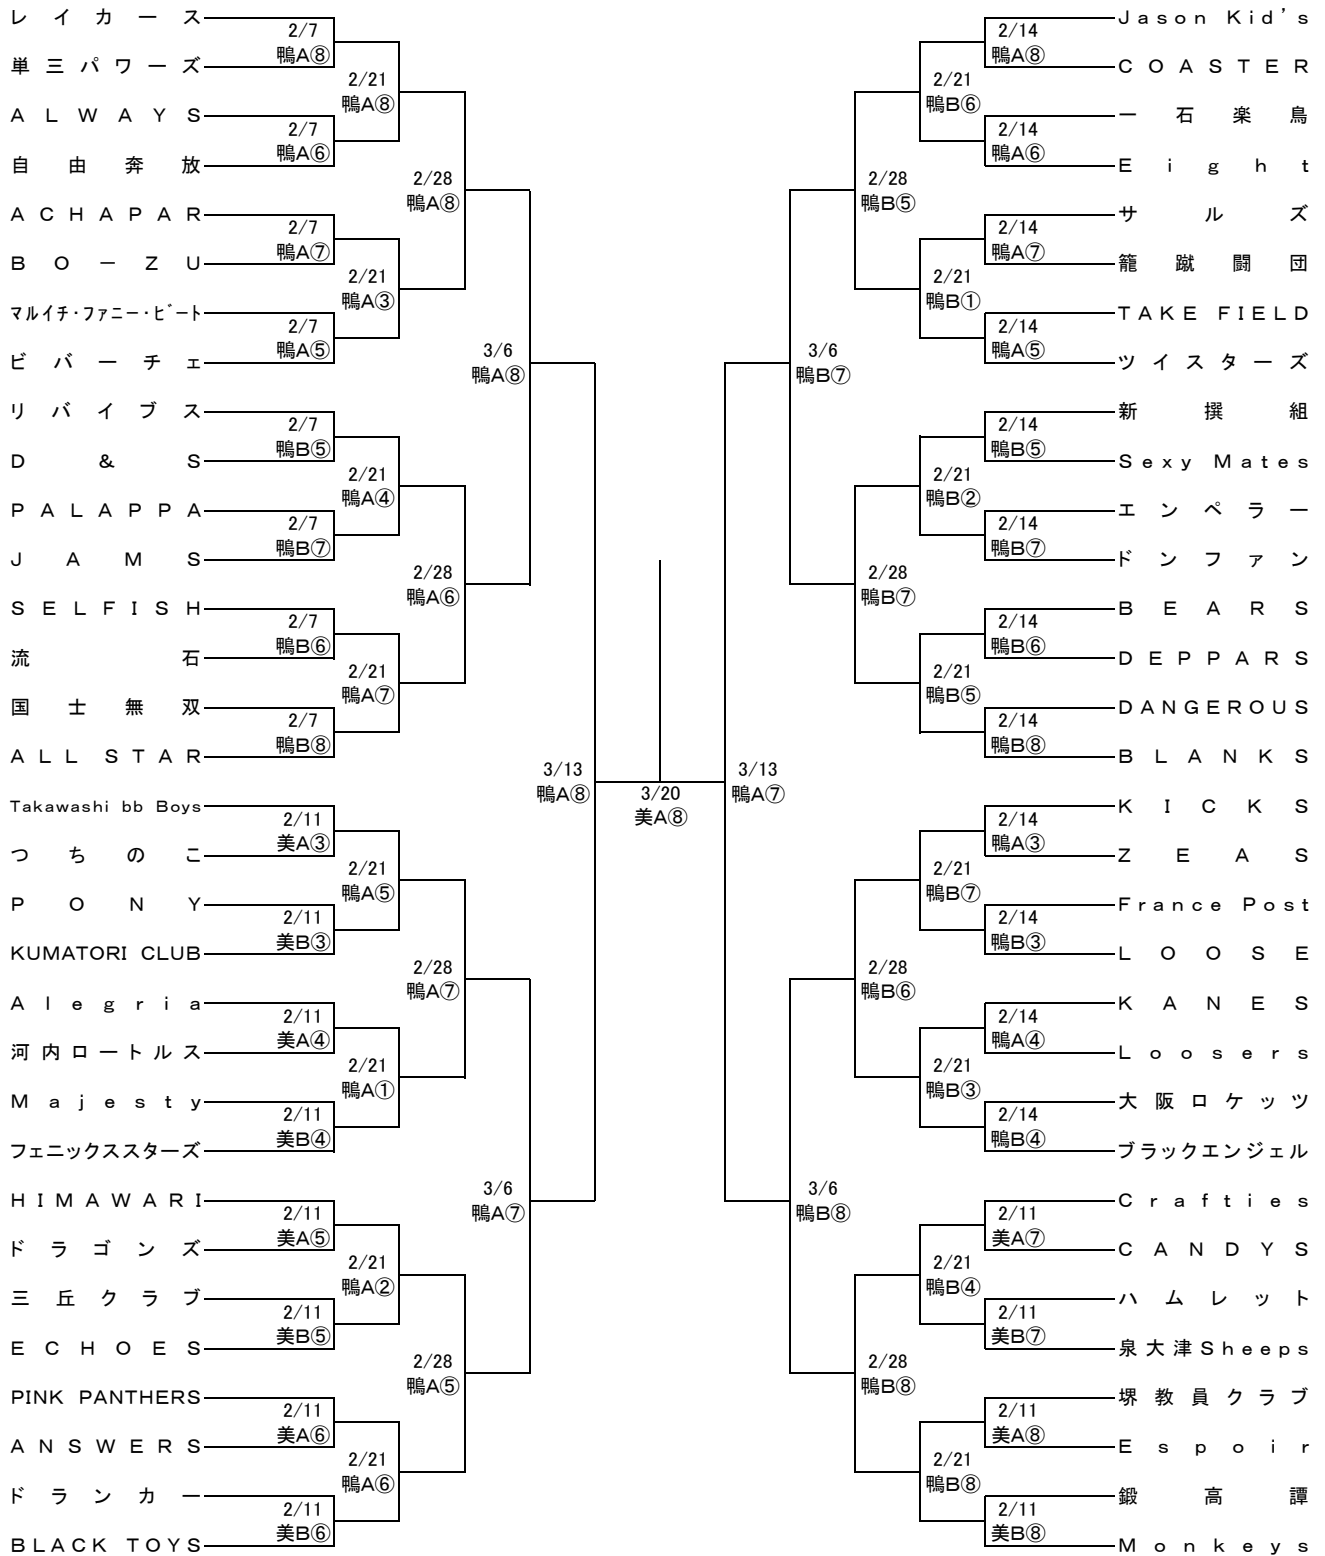 レイカース
2/7
鴨A⑧
単三パワーズ
2/21
鴨A⑧
ALWAYS
2/7
鴨A⑥
自由奔放
2/28
鴨A⑧
ACHAPAR
2/7
鴨A⑦
BO－ZU
2/21
鴨A③
マルイチ・ファニー・ビート
2/7
鴨A⑤
ビバーチェ
3/6
鴨A⑧
リバイブス
2/7
鴨B⑤
D&S
2/21
鴨A④
PALAPPA
2/7
鴨B⑦
JAMS
2/28
鴨A⑥
SELFISH
2/7
鴨B⑥
流石
2/21
鴨A⑦
国士無双
2/7
鴨B⑧
ALL STAR
3/13
鴨A⑧
Takawashi bb Boys
2/11
美A③
つちのこ
2/21
鴨A⑤
PONY
2/11
美B③
KUMATORI CLUB
2/28
鴨A⑦
Alegria
2/11
美A④
河内ロートルス
2/21
鴨A①
Majesty
2/11
美B④
フェニックススターズ
3/6
鴨A⑦
HIMAWARI
2/11
美A⑤
ドラゴンズ
2/21
鴨A②
三丘クラブ
2/11
美B⑤
ECHOES
2/28
鴨A⑤
PINK PANTHERS
2/11
美A⑥
ANSWERS
2/21
鴨A⑥
ドランカー
2/11
美B⑥
BLACK TOYS
3/20
美A⑧
Jason Kid's
2/14
鴨A⑧
COASTER
2/21
鴨B⑥
一石楽鳥
2/14
鴨A⑥
Eight
2/28
鴨B⑤
サルズ
2/14
鴨A⑦
籠蹴闘団
2/21
鴨B①
TAKE FIELD
2/14
鴨A⑤
ツイスターズ
3/6
鴨B⑦
新撰組
2/14
鴨B⑤
Sexy Mates
2/21
鴨B②
エンペラー
2/14
鴨B⑦
ドンファン
2/28
鴨B⑦
BEARS
2/14
鴨B⑥
DEPPARS
2/21
鴨B⑤
DANGEROUS
2/14
鴨B⑧
BLANKS
3/13
鴨A⑦
KICKS
2/14
鴨A③
ZEAS
2/21
鴨B⑦
France Post
2/14
鴨B③
LOOSE
2/28
鴨B⑥
KANES
2/14
鴨A④
Loosers
2/21
鴨B③
大阪ロケッツ
2/14
鴨B④
ブラックエンジェル
3/6
鴨B⑧
Crafties
2/11
美A⑦
CANDYS
2/21
鴨B④
ハムレット
2/11
美B⑦
泉大津Sheeps
2/28
鴨B⑧
堺教員クラブ
2/11
美A⑧
Espoir
2/21
鴨B⑧
鍛高譚
2/11
美B⑧
Monkeys